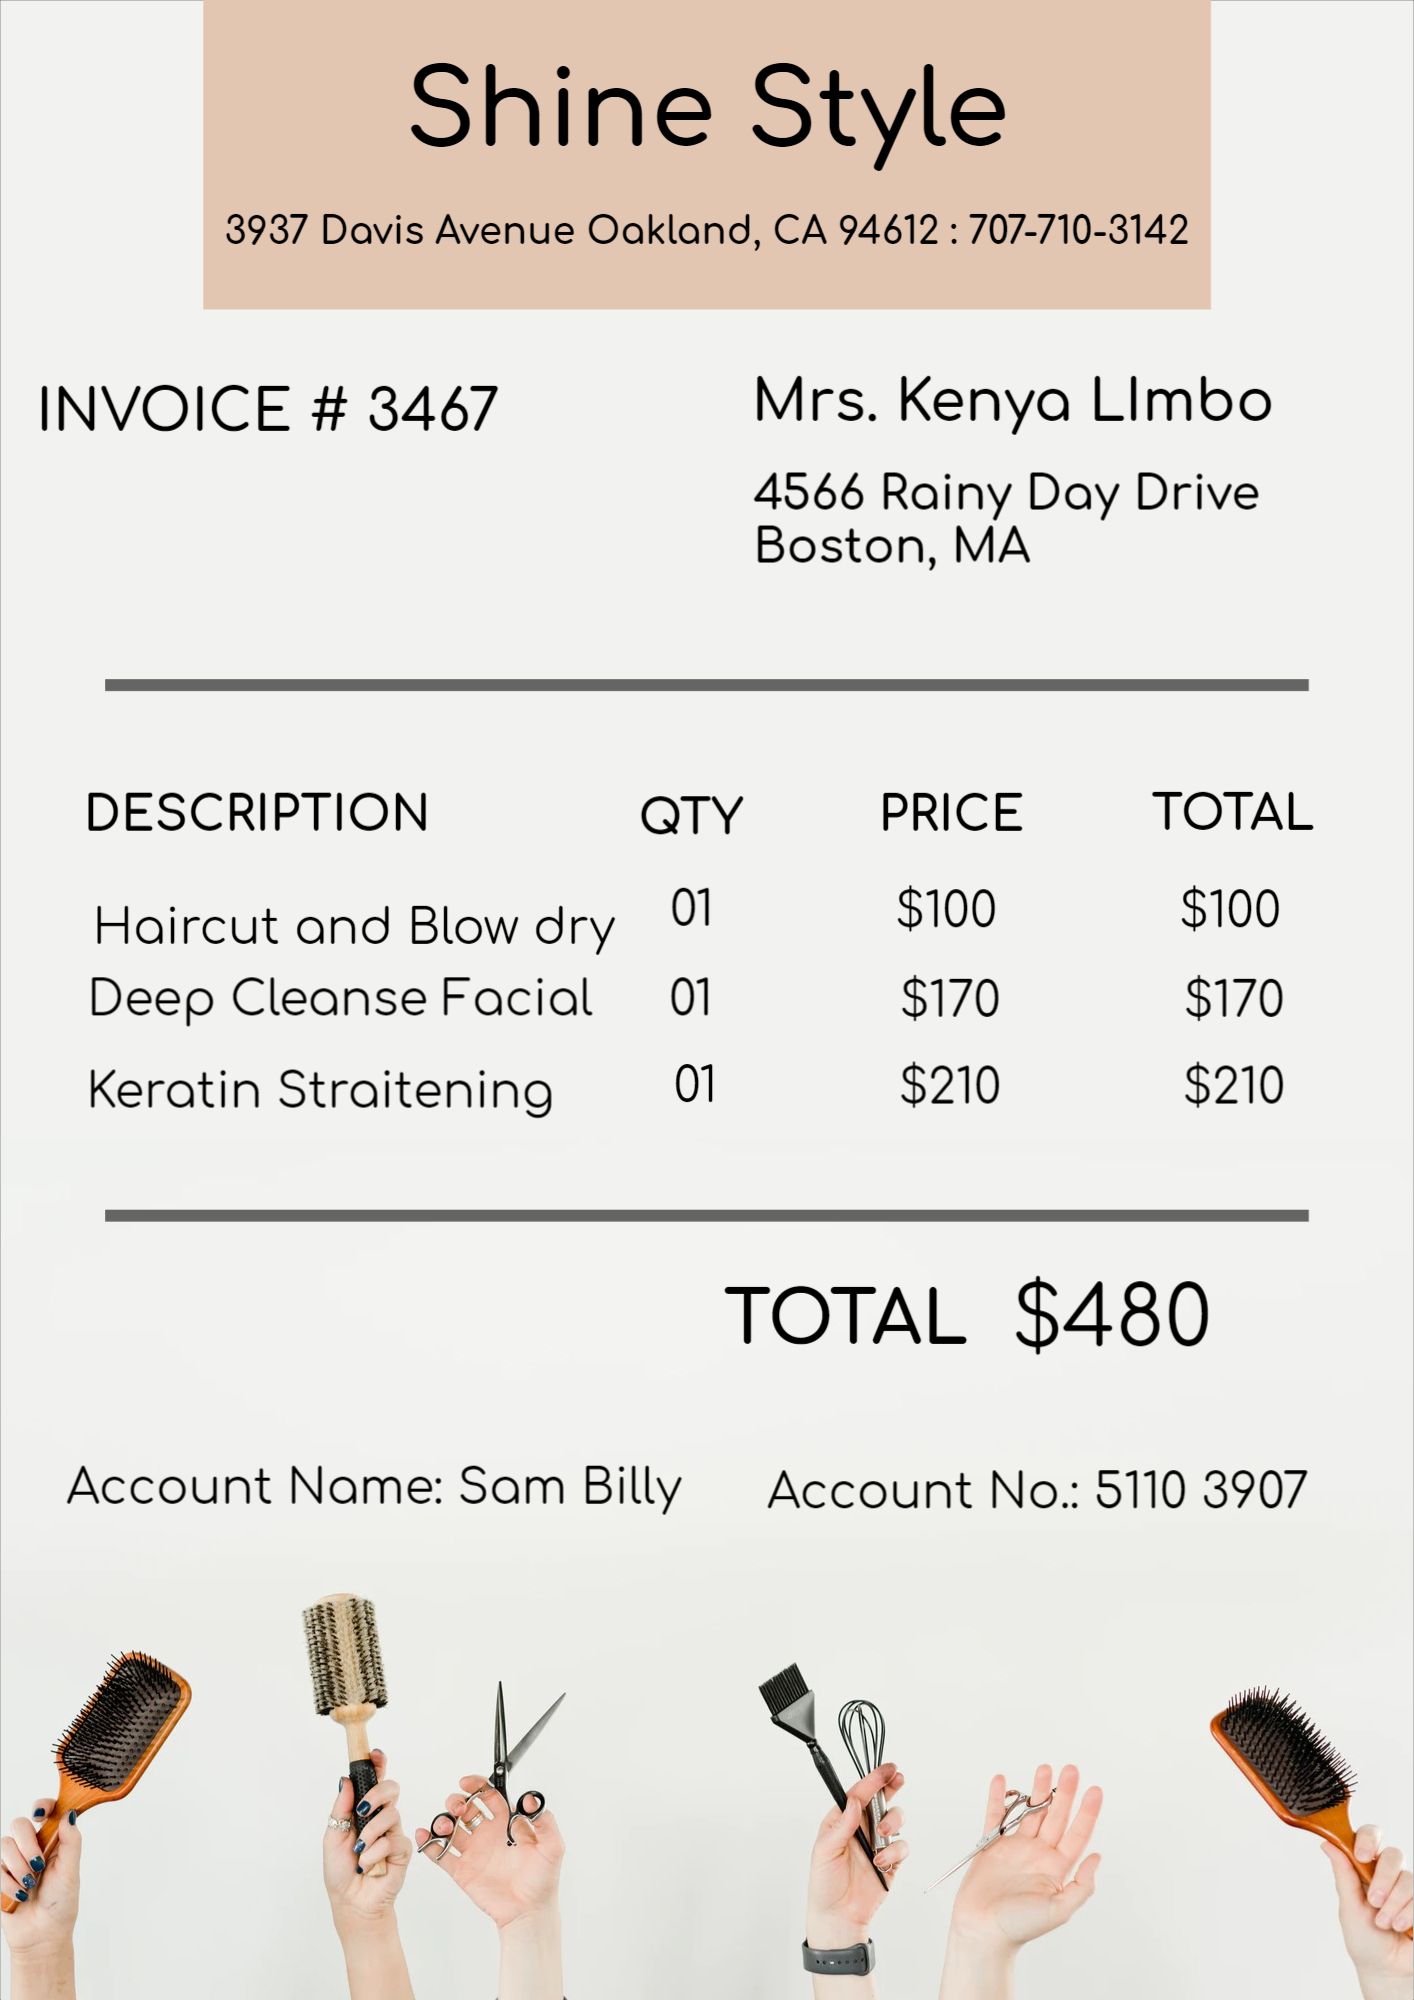 Shine Style
3937 Davis Avenue Oakland, CA 94612 : 707-710-3142
INVOICE # 3467
Mrs. Kenya LImbo
4566 Rainy Day Drive
Boston, MA
DESCRIPTION QTY PRICE TOTAL
Haircut and Blow dry 01 $100 $100
Deep Cleanse Facial 01 $170 $170
Keratin Straitening 01 $210 $210
TOTAL $480
Account Name: Sam Billy Account No.: 5110 3907